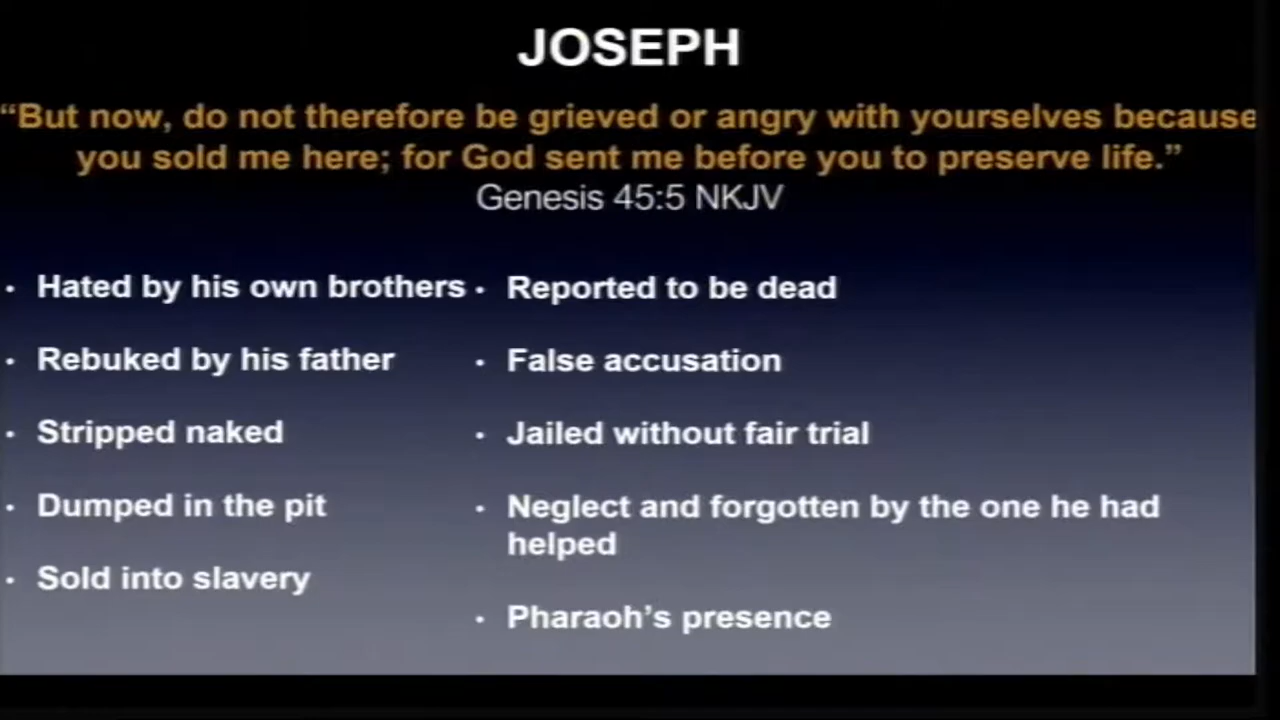 JOSEPH
“But now, do not therefore be grieved or angry with yourselves because
you sold me here; for God sent me before you to preserve life.”
Genesis 45:5 NKJV
• Hated by his own brothers
• Rebuked by his father
• Stripped naked
• Dumped in the pit
• Sold into slavery
• Reported to be dead
• False accusation
• Jailed without fair trial
• Neglect and forgotten by the one he had
helped
• Pharaoh’s presence